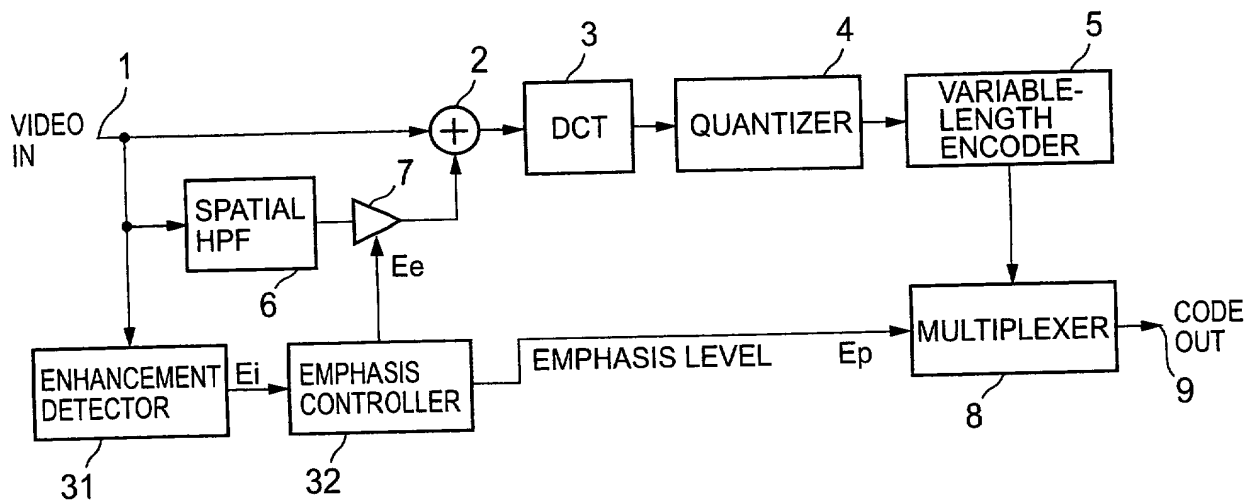 1
2
3
4
5
VIDEO
IN
+
DCT
QUANTIZER
VARIABLE-
LENGTH
ENCODER
7
SPATIAL
HPF
6
Ee
ENHANCEMENT
DETECTOR
Ei
EMPHASIS
CONTROLLER
EMPHASIS LEVEL
Ep
MULTIPLEXER
CODE
OUT
8
9
31
32